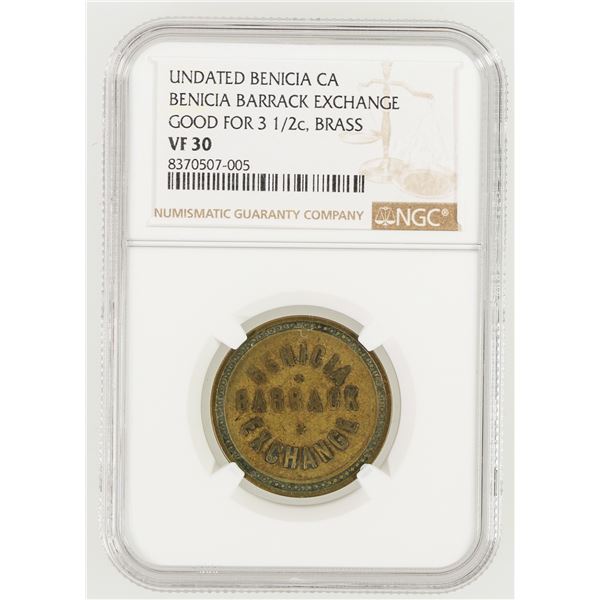 UNDATED BENICIA CA
BENICIA BARRACK EXCHANGE
GOOD FOR 3 1/2c, BRASS
VF 30
8370507-005
NUMISMATIC GUARANTY COMPANY NGC®
BENICIA
BARRACK
EXCHANGE